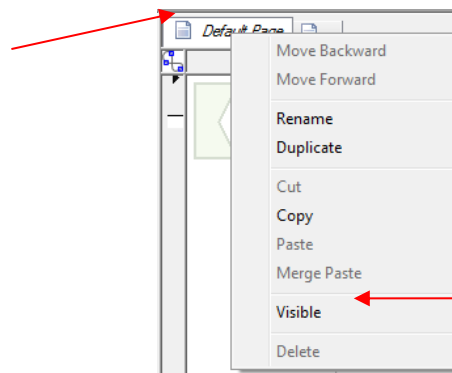 Default Page
Move Backward
Move Forward
Rename
Duplicate
Cut
Copy
Paste
Merge Paste
Visible
Delete